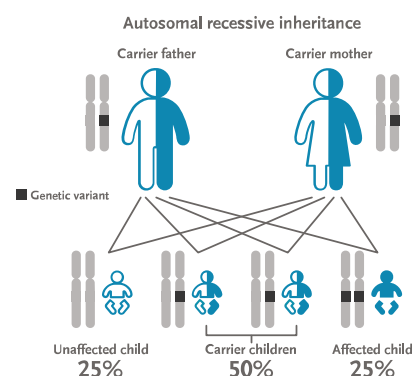 Autosomal recessive inheritance
Carrier father
Carrier mother
Genetic variant
Unaffected child
25%
Carrier children
50%
Affected child
25%